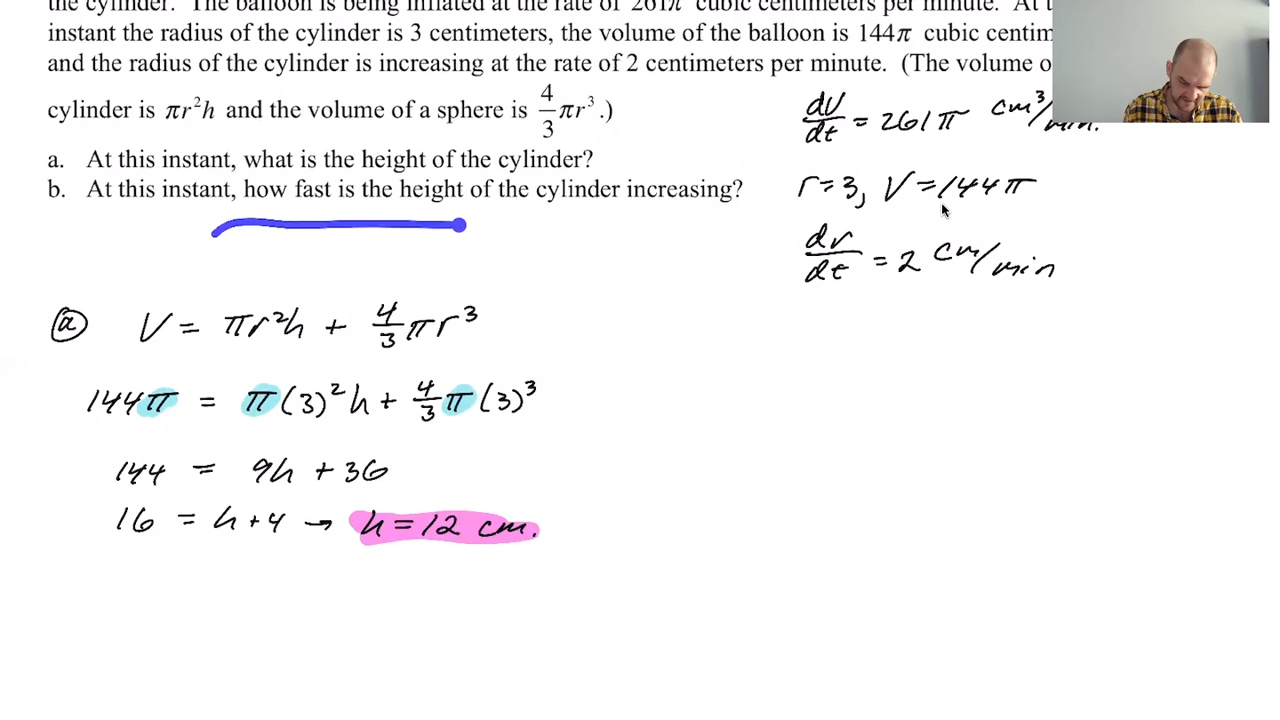 the cylinder. The balloon is being inflated at the rate of 261π cubic centimeters per minute. At
instant the radius of the cylinder is 3 centimeters, the volume of the balloon is 144π cubic
and the radius of the cylinder is increasing at the rate of 2 centimeters per minute. (The volume
cylinder is πr²h and the volume of a sphere is 4/3 πr³.)
a. At this instant, what is the height of the cylinder?
b. At this instant, how fast is the height of the cylinder increasing?
dV/dt = 261π cm³/min.
r=3, V=144π
dr/dt = 2 cm/min
ⓐ V = πr²h + 4/3 πr³
144π = π(3)²h + 4/3 π(3)³
144 = 9h + 36
16 = h+4 → h=12 cm.